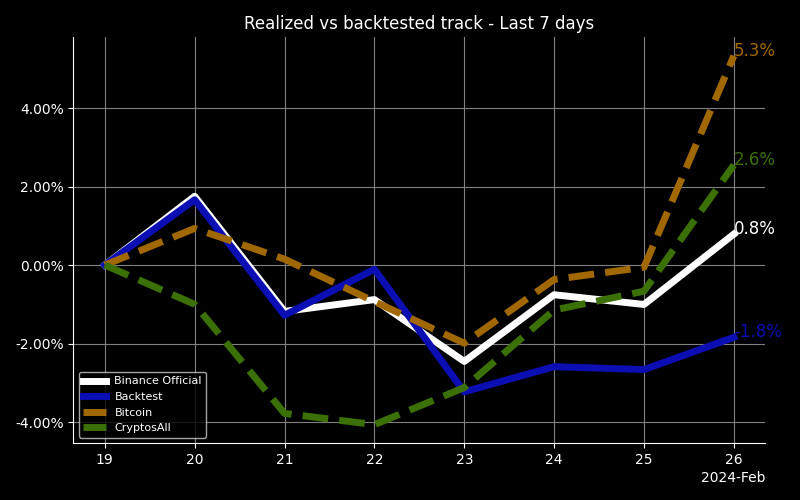 Realized vs backtested track - Last 7 days
5.3%
4.00%
2.6%
2.00%
0.8%
0.00%
-1.8%
-2.00%
-4.00%
Binance Official
Backtest
Bitcoin
CryptosAll
19 20 21 22 23 24 25 26
2024-Feb